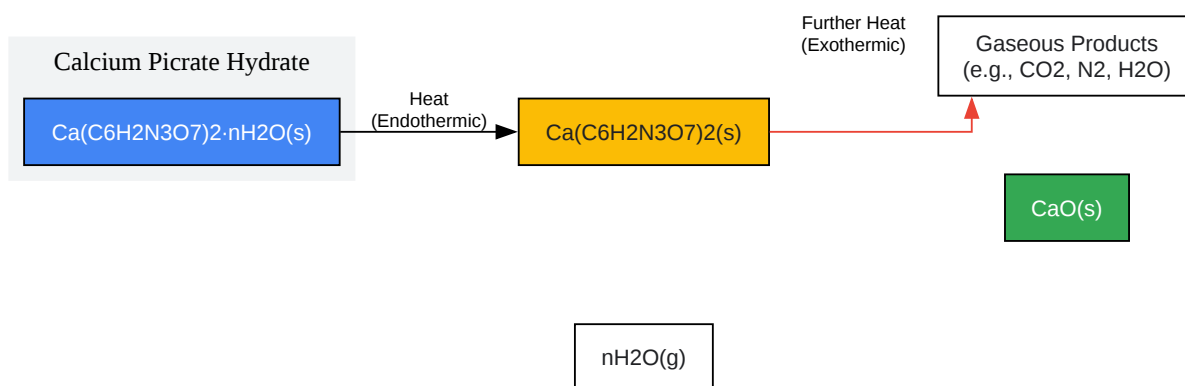 Calcium Picrate Hydrate
Ca(C6H2N3O7)2·nH2O(s)
Heat
(Endothermic)
Ca(C6H2N3O7)2(s)
Further Heat
(Exothermic)
Gaseous Products
(e.g., CO2, N2, H2O)
CaO(s)
nH2O(g)